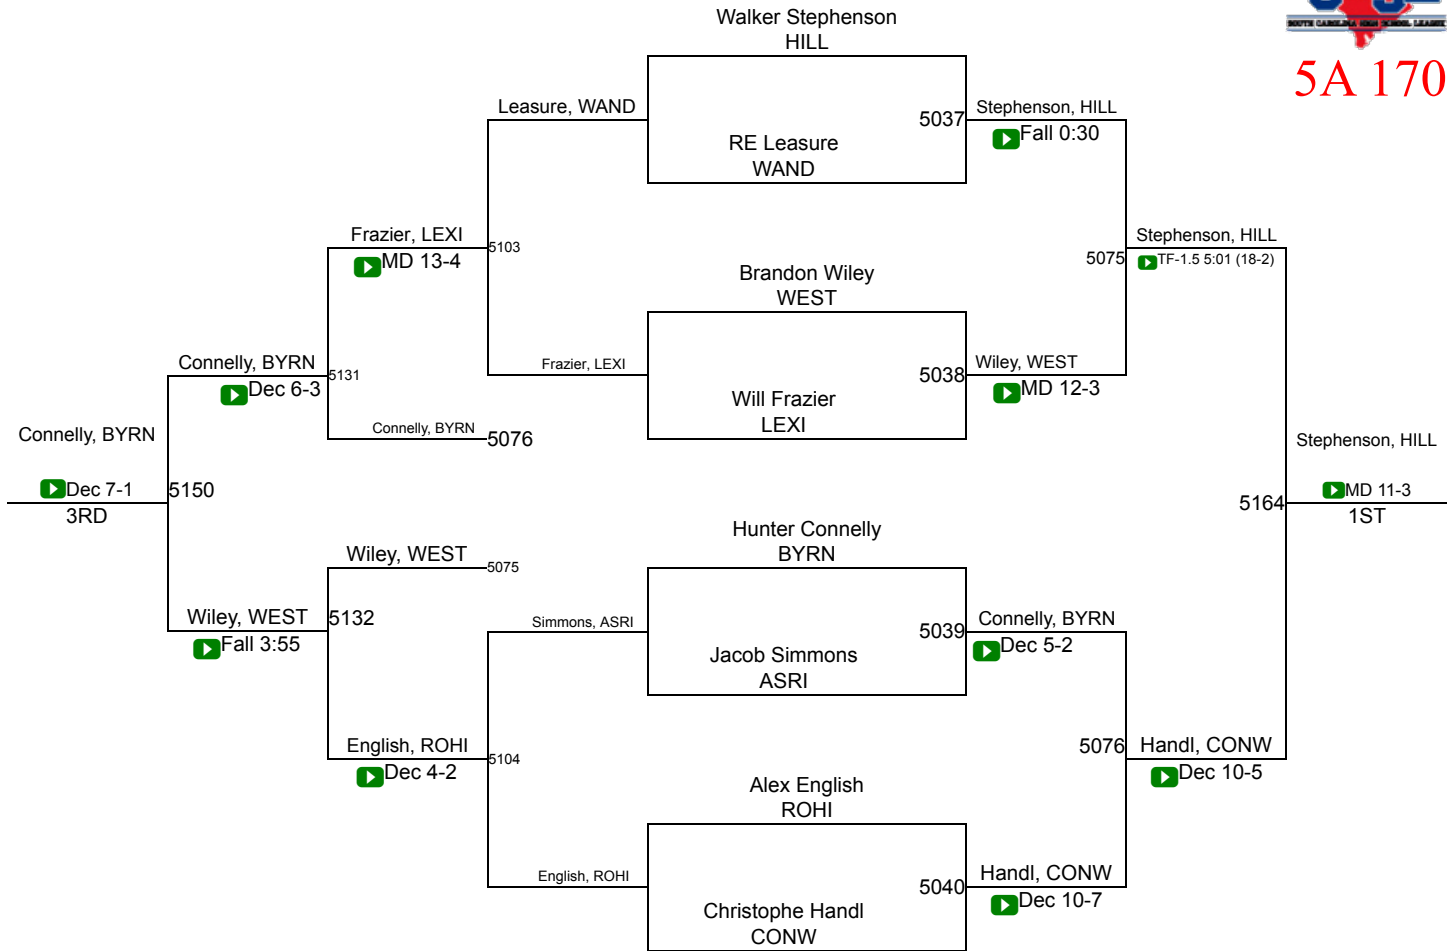 SOUTH CAROLINA HIGH SCHOOL LEAGUE
5A 170
Walker Stephenson
HILL
Leasure, WAND
5037
Stephenson, HILL
Fall 0:30
RE Leasure
WAND
Frazier, LEXI
5103
MD 13-4
Stephenson, HILL
5075
TF-1.5 5:01 (18-2)
Brandon Wiley
WEST
Connelly, BYRN
5131
Dec 6-3
Frazier, LEXI
5038
Wiley, WEST
MD 12-3
Will Frazier
LEXI
Connelly, BYRN
Connelly, BYRN
5076
Stephenson, HILL
Dec 7-1
5150
3RD
5164
MD 11-3
1ST
Hunter Connelly
BYRN
Wiley, WEST
5075
Wiley, WEST
5132
Fall 3:55
Simmons, ASRI
5039
Connelly, BYRN
Dec 5-2
Jacob Simmons
ASRI
English, ROHI
5104
Dec 4-2
5076
Handl, CONW
Dec 10-5
Alex English
ROHI
English, ROHI
5040
Handl, CONW
Dec 10-7
Christophe Handl
CONW